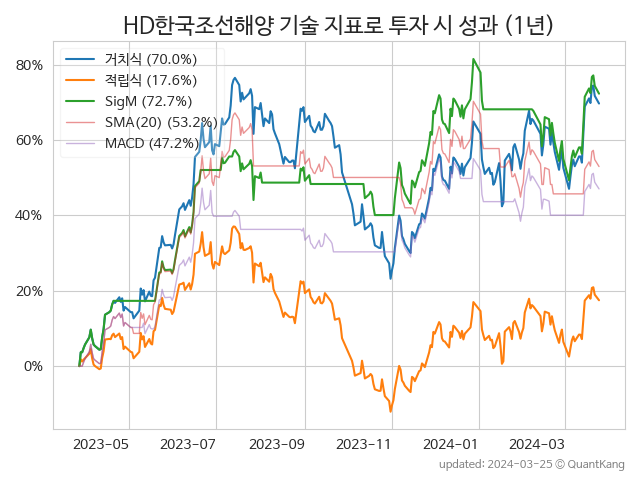 HD한국조선해양 기술 지표로 투자 시 성과 (1년)
거치식 (70.0%)
적립식 (17.6%)
SigM (72.7%)
SMA(20) (53.2%)
MACD (47.2%)
80%
60%
40%
20%
0%
2023-05 2023-07 2023-09 2023-11 2024-01 2024-03
updated: 2024-03-25 © QuantKang